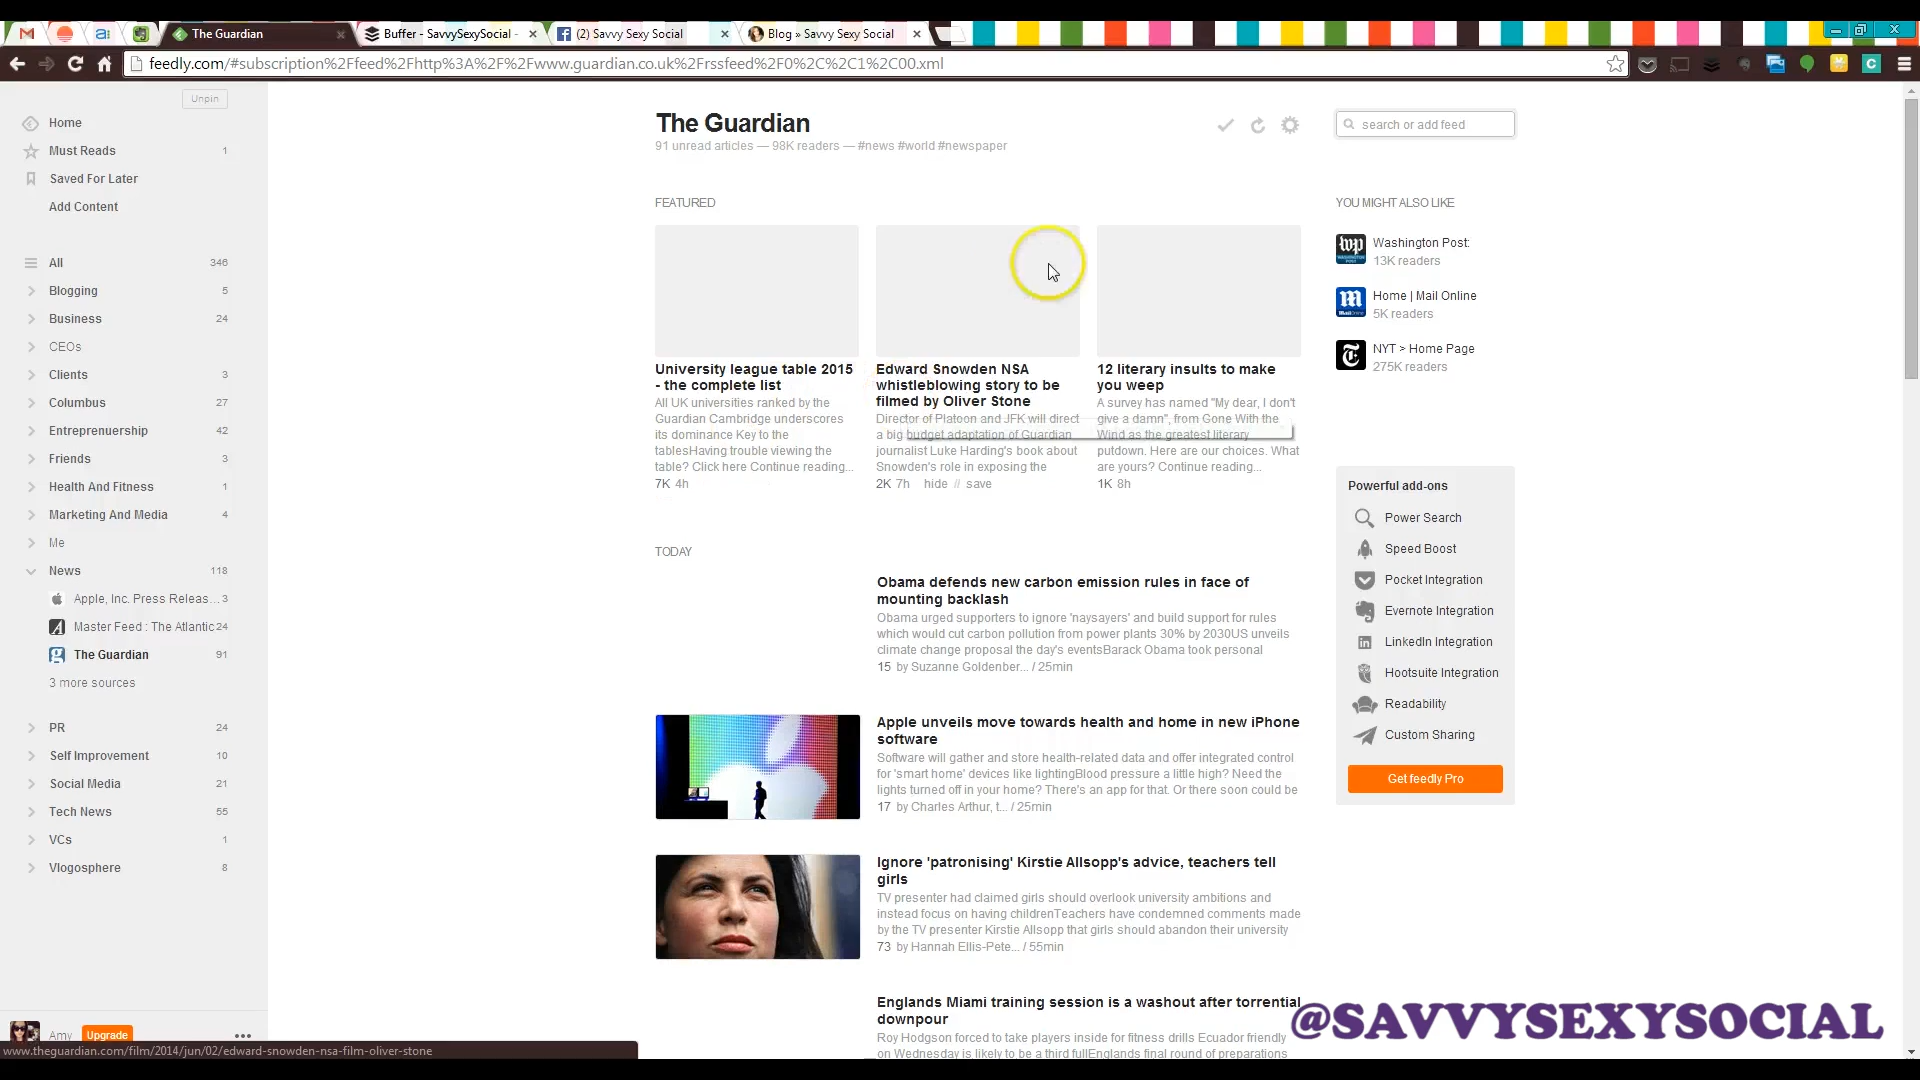 The Guardian
Buffer - SavvySexySocial -
(2) Savvy Sexy Social
Blog » Savvy Sexy Social
feedly.com/#subscription%2Ffeed%2Fhttp%3A%2F%2Fwww.guardian.co.uk%2Frssfeed%2F0%2C%2C1%2C00.xml
Unpin
Home
Must Reads 1
Saved For Later
Add Content
All 346
Blogging 5
Business 24
CEOs
Clients 3
Columbus 27
Entreprenuership 42
Friends 3
Health And Fitness 1
Marketing And Media 4
Me
News 118
Apple, Inc. Press Releas... 3
Master Feed : The Atlantic 24
The Guardian 91
3 more sources
PR 24
Self Improvement 10
Social Media 21
Tech News 55
VCs 1
Vlogosphere 8
Amy Upgrade
www.theguardian.com/film/2014/jun/02/edward-snowden-nsa-film-oliver-stone
The Guardian
91 unread articles — 98K readers — #news #world #newspaper
FEATURED
University league table 2015
- the complete list
All UK universities ranked by the
Guardian Cambridge underscores
its dominance Key to the
tablesHaving trouble viewing the
table? Click here Continue reading...
7K 4h
Edward Snowden NSA
whistleblowing story to be
filmed by Oliver Stone
Director of Platoon and JFK will direct
a big budget adaptation of Guardian
journalist Luke Harding's book about
Snowden's role in exposing the
2K 7h hide // save
12 literary insults to make
you weep
A survey has named "My dear, I don't
give a damn", from Gone With the
Wind as the greatest literary
putdown. Here are our choices. What
are yours? Continue reading...
1K 8h
TODAY
Obama defends new carbon emission rules in face of
mounting backlash
Obama urged supporters to ignore 'naysayers' and build support for rules
which would cut carbon pollution from power plants 30% by 2030US unveils
climate change proposal the day's eventsBarack Obama took personal
15 by Suzanne Goldenber... / 25min
Apple unveils move towards health and home in new iPhone
software
Software will gather and store health-related data and offer integrated control
for 'smart home' devices like lightingBlood pressure a little high? Need the
lights turned off in your home? There's an app for that. Or there soon could be
17 by Charles Arthur, t... / 25min
Ignore 'patronising' Kirstie Allsopp's advice, teachers tell
girls
TV presenter had claimed girls should overlook university ambitions and
instead focus on having childrenTeachers have condemned comments made
by the TV presenter Kirstie Allsopp that girls should abandon their university
73 by Hannah Ellis-Pete... / 55min
Englands Miami training session is a washout after torrential
downpour
Roy Hodgson forced to take players inside for fitness drills Ecuador friendly
on Wednesday is likely to be a third fullEnglands final round of preparations
search or add feed
YOU MIGHT ALSO LIKE
Washington Post:
13K readers
Home | Mail Online
5K readers
NYT > Home Page
275K readers
Powerful add-ons
Power Search
Speed Boost
Pocket Integration
Evernote Integration
LinkedIn Integration
Hootsuite Integration
Readability
Custom Sharing
Get feedly Pro
@SAVVYSEXYSOCIAL